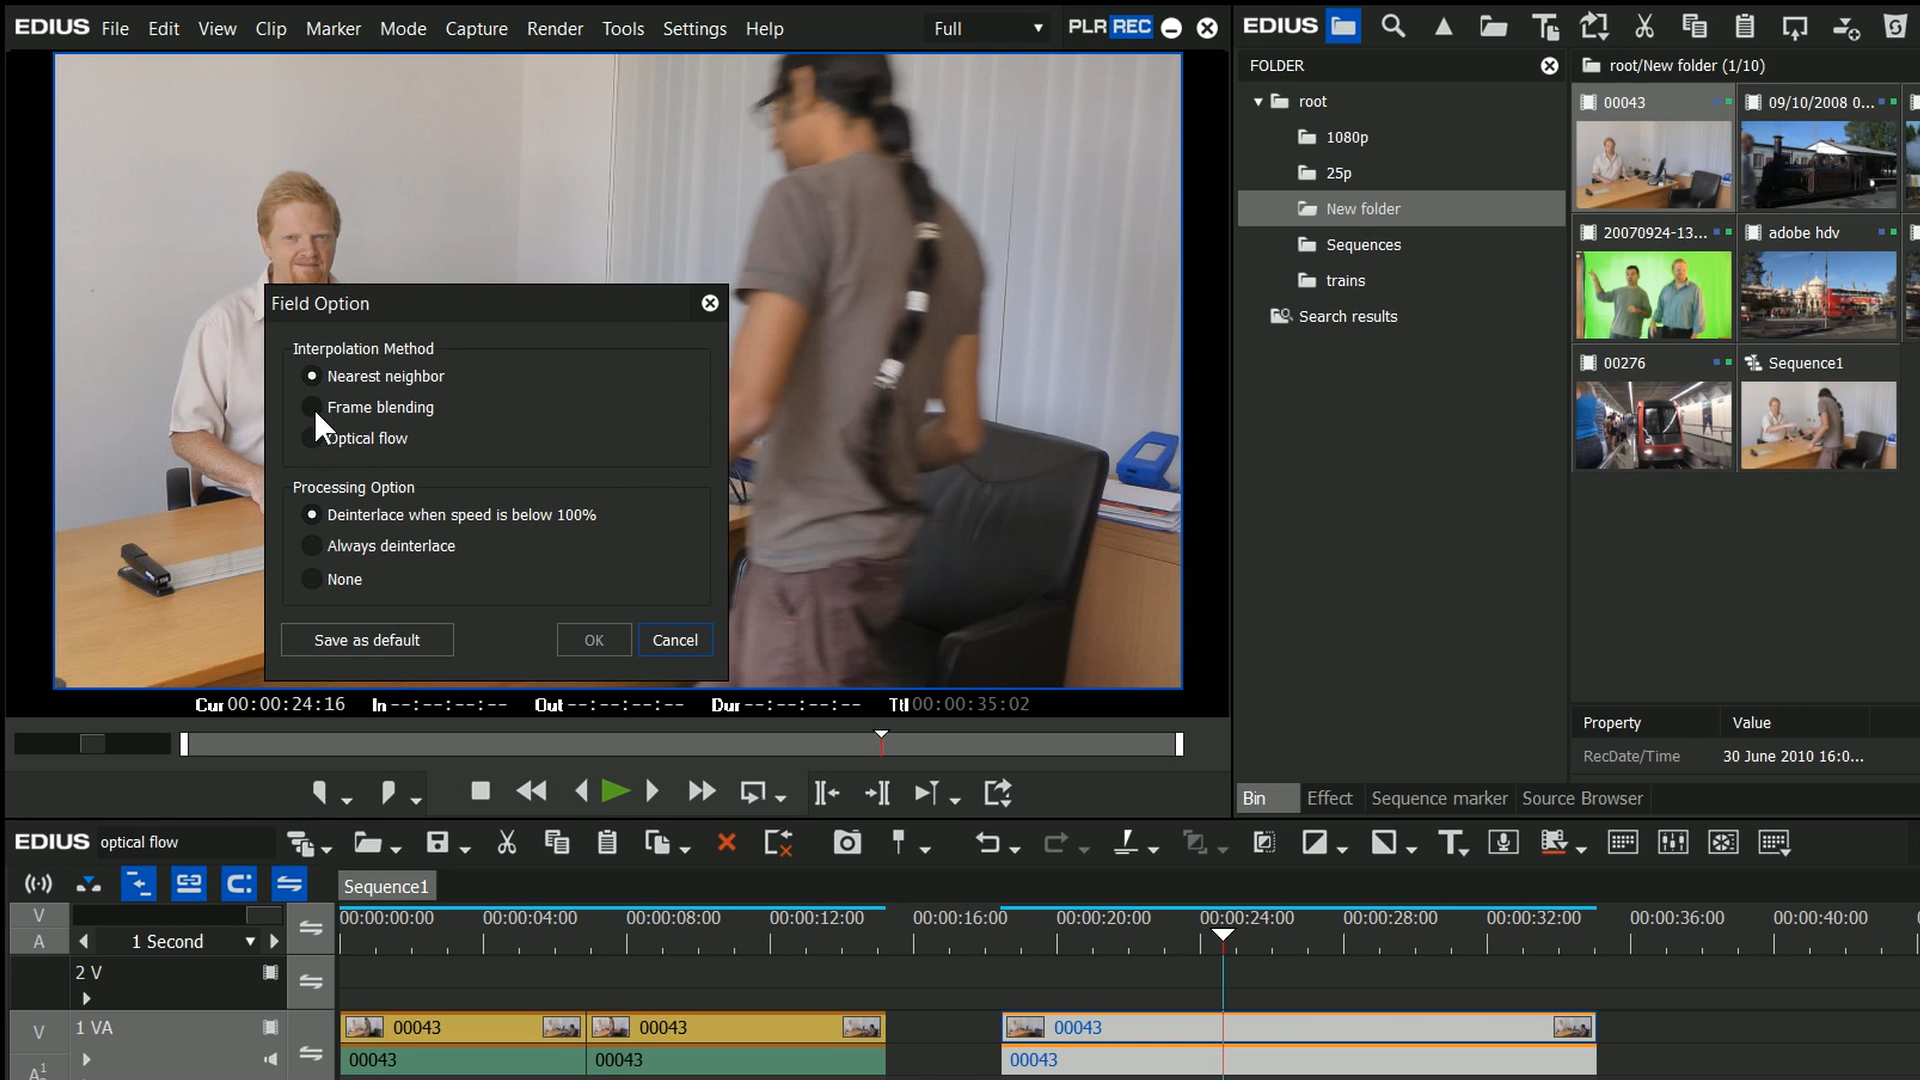 EDIUS File Edit View Clip Marker Mode Capture Render Tools Settings Help Full PLR REC
EDIUS
FOLDER
root
1080p
25p
New folder
Sequences
trains
Search results
root/New folder (1/10)
00043
09/10/2008 0...
20070924-13...
adobe hdv
00276
Sequence1
Property Value
RecDate/Time 30 June 2010 16:0...
Bin Effect Sequence marker Source Browser
Field Option
Interpolation Method
Nearest neighbor
Frame blending
Optical flow
Processing Option
Deinterlace when speed is below 100%
Always deinterlace
None
Save as default OK Cancel
Cur 00:00:24:16 In --:--:--:-- Out --:--:--:-- Dur --:--:--:-- Ttl 00:00:35:02
EDIUS optical flow
Sequence1
V
A
1 Second
00:00:00:00 00:00:04:00 00:00:08:00 00:00:12:00 00:00:16:00 00:00:20:00 00:00:24:00 00:00:28:00 00:00:32:00 00:00:36:00 00:00:40:00
2 V
V 1 VA
00043 00043 00043
A1
00043 00043 00043